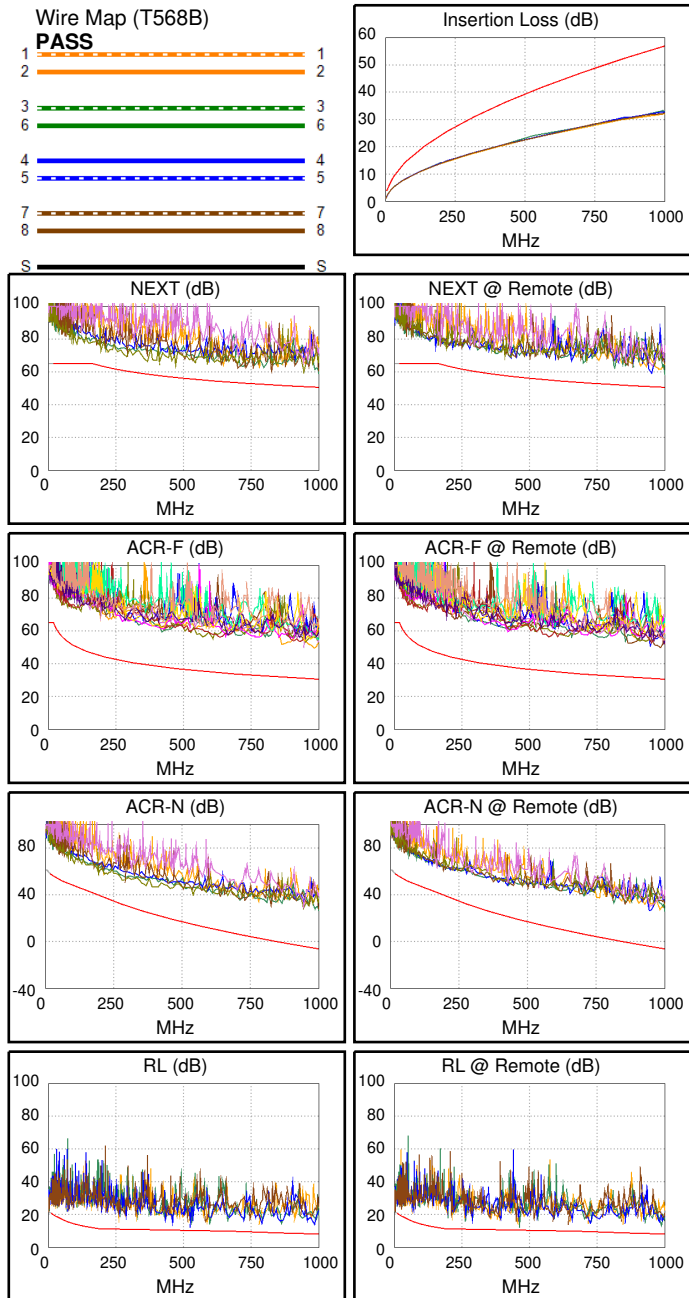 Wire Map (T568B)
PASS
1 1
2 2
3 3
6 6
4 4
5 5
7 7
8 8
S S
Insertion Loss (dB)
60
50
40
30
20
10
0
0 250 500 750 1000
MHz
NEXT (dB)
100
80
60
40
20
0
0 250 500 750 1000
MHz
NEXT @ Remote (dB)
100
80
60
40
20
0
0 250 500 750 1000
MHz
ACR-F (dB)
100
80
60
40
20
0
0 250 500 750 1000
MHz
ACR-F @ Remote (dB)
100
80
60
40
20
0
0 250 500 750 1000
MHz
ACR-N (dB)
80
40
0
-40
0 250 500 750 1000
MHz
ACR-N @ Remote (dB)
80
40
0
-40
0 250 500 750 1000
MHz
RL (dB)
100
80
60
40
20
0
0 250 500 750 1000
MHz
RL @ Remote (dB)
100
80
60
40
20
0
0 250 500 750 1000
MHz